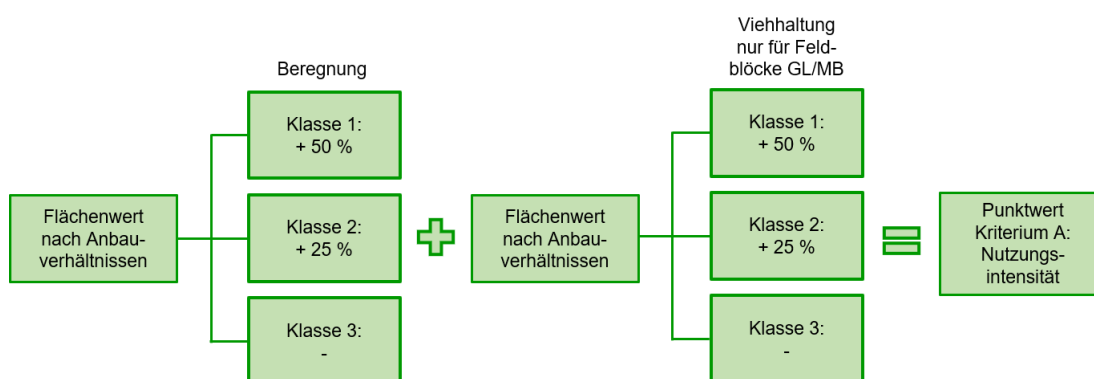 Beregnung
Klasse 1:
+ 50 %
Flächenwert
nach Anbau-
verhältnissen
Klasse 2:
+ 25 %
Klasse 3:
-
Viehhaltung
nur für Feld-
blöcke GL/MB
Klasse 1:
+ 50 %
Flächenwert
nach Anbau-
verhältnissen
Klasse 2:
+ 25 %
Klasse 3:
-
Punktwert
Kriterium A:
Nutzungs-
intensität